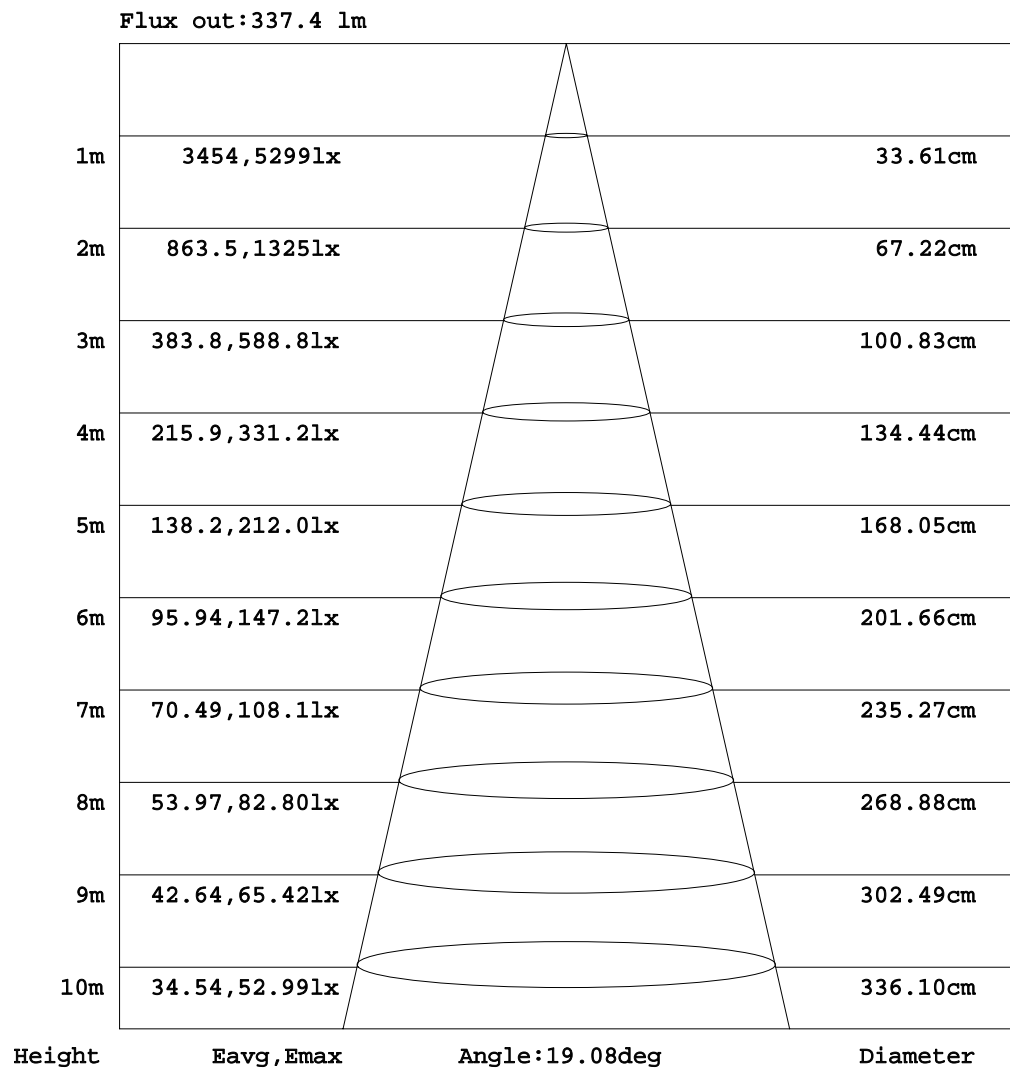 Flux out:337.4 lm
1m 3454,5299lx 33.61cm
2m 863.5,1325lx 67.22cm
3m 383.8,588.8lx 100.83cm
4m 215.9,331.2lx 134.44cm
5m 138.2,212.0lx 168.05cm
6m 95.94,147.2lx 201.66cm
7m 70.49,108.1lx 235.27cm
8m 53.97,82.80lx 268.88cm
9m 42.64,65.42lx 302.49cm
10m 34.54,52.99lx 336.10cm
Height Eavg,Emax Angle:19.08deg Diameter